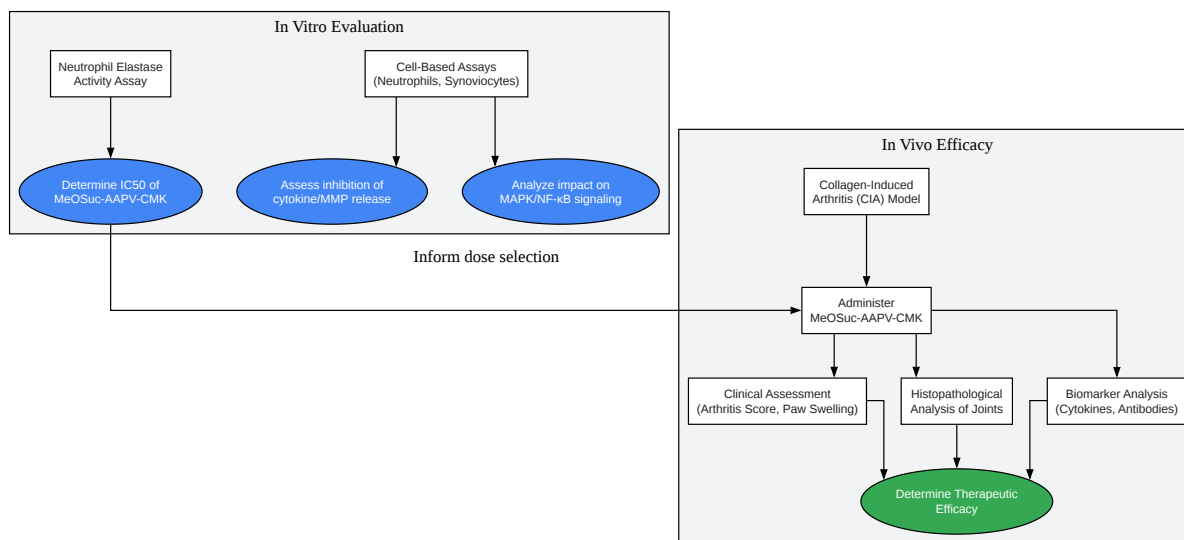 In Vitro Evaluation
Neutrophil Elastase
Activity Assay
Cell-Based Assays
(Neutrophils, Synoviocytes)
Determine IC50 of
MeOSuc-AAPV-CMK
Assess inhibition of
cytokine/MMP release
Analyze impact on
MAPK/NF-κB signaling
Inform dose selection
In Vivo Efficacy
Collagen-Induced
Arthritis (CIA) Model
Administer
MeOSuc-AAPV-CMK
Clinical Assessment
(Arthritis Score, Paw Swelling)
Histopathological
Analysis of Joints
Biomarker Analysis
(Cytokines, Antibodies)
Determine Therapeutic
Efficacy